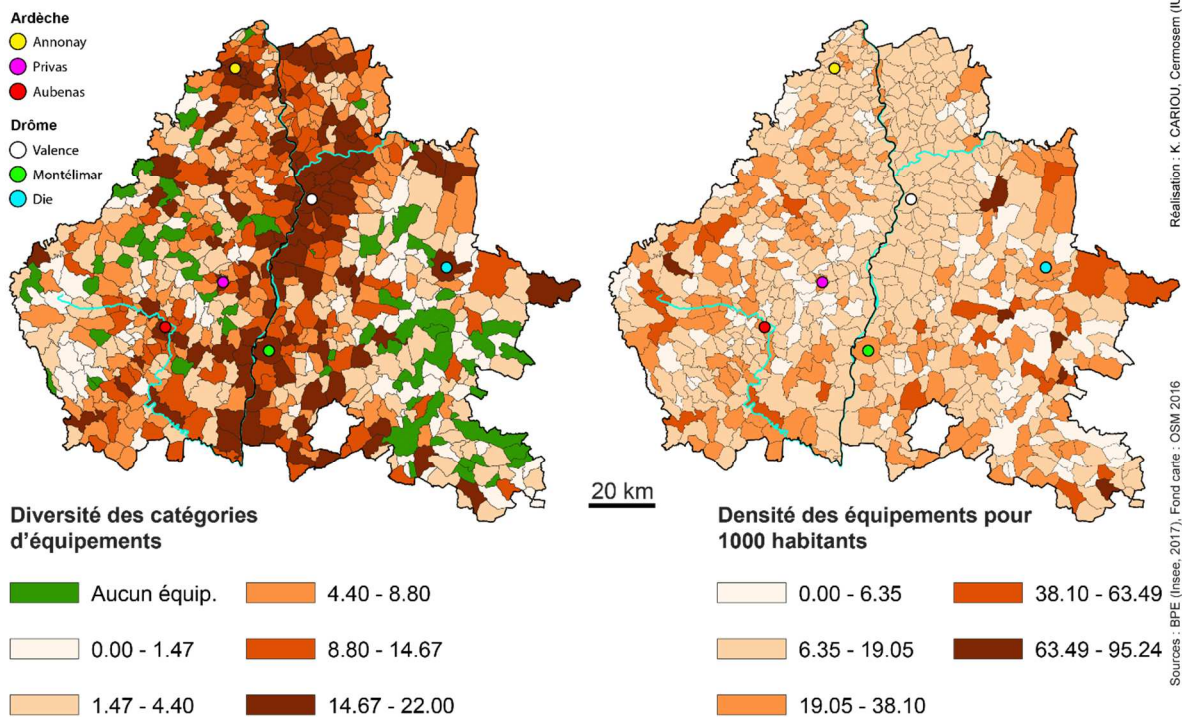 Ardèche
Annonay
Privas
Aubenas
Drôme
Valence
Montélimar
Die
20 km
Diversité des catégories
d'équipements
Aucun équip.
0.00 - 1.47
1.47 - 4.40
4.40 - 8.80
8.80 - 14.67
14.67 - 22.00
Densité des équipements pour
1000 habitants
0.00 - 6.35
6.35 - 19.05
19.05 - 38.10
38.10 - 63.49
63.49 - 95.24
Réalisation : K. CARIOU, Cermosem
Sources : BPE (Insee, 2017), Fond carte : OSM 2016